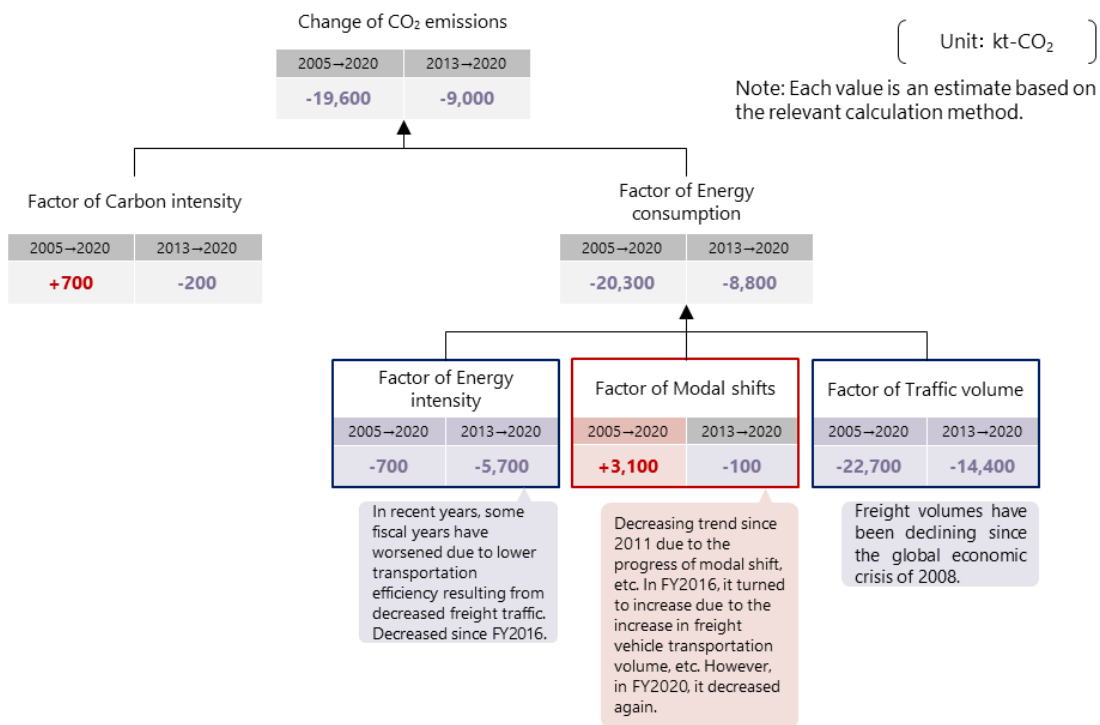 Change of CO₂ emissions
Unit: kt-CO₂
2005→2020 2013→2020
-19,600 -9,000
Note: Each value is an estimate based on
the relevant calculation method.
Factor of Carbon intensity
2005→2020 2013→2020
+700 -200
Factor of Energy
consumption
2005→2020 2013→2020
-20,300 -8,800
Factor of Energy
intensity
2005→2020 2013→2020
-700 -5,700
In recent years, some
fiscal years have
worsened due to lower
transportation
efficiency resulting from
decreased freight traffic.
Decreased since FY2016.
Factor of Modal shifts
2005→2020 2013→2020
+3,100 -100
Decreasing trend since
2011 due to the
progress of modal shift,
etc. In FY2016, it turned
to increase due to the
increase in freight
vehicle transportation
volume, etc. However,
in FY2020, it decreased
again.
Factor of Traffic volume
2005→2020 2013→2020
-22,700 -14,400
Freight volumes have
been declining since
the global economic
crisis of 2008.